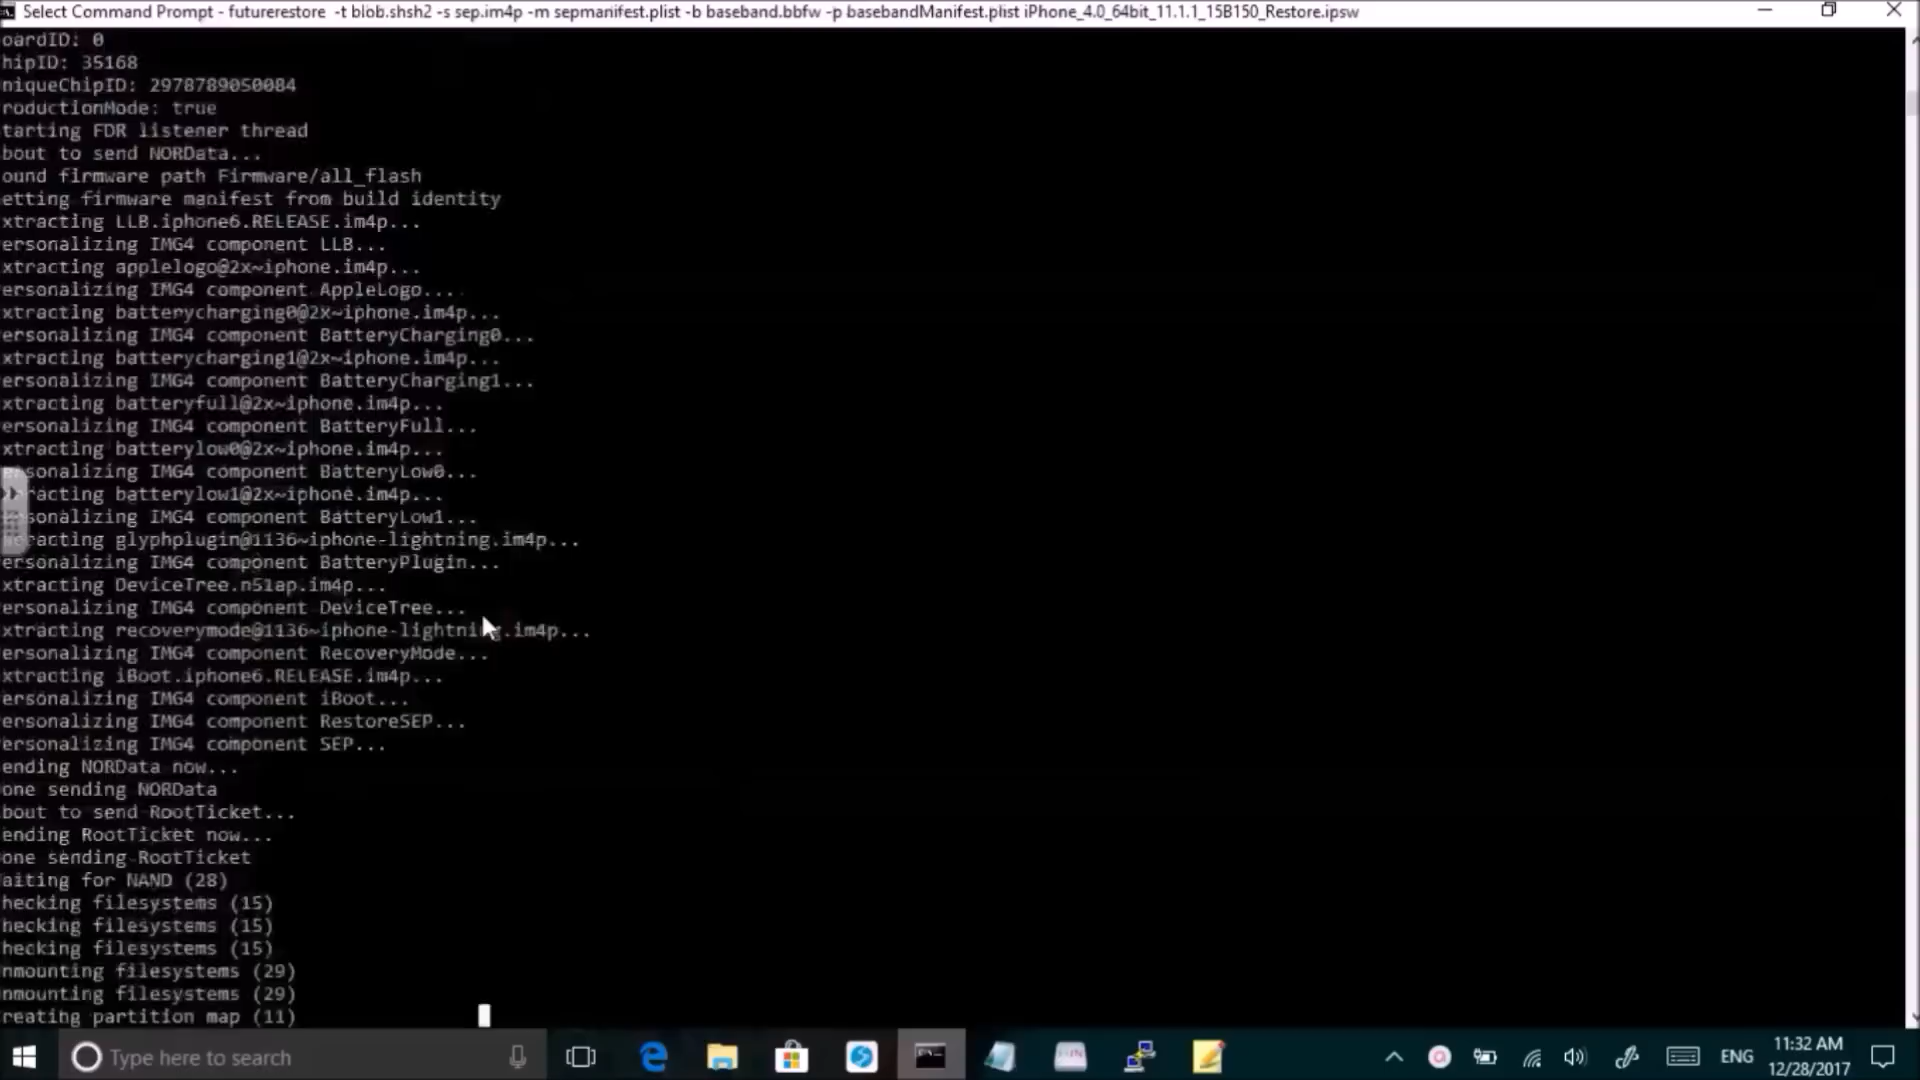 Select Command Prompt - futurerestore -t blob.shsh2 -s sep.im4p -m sepmanifest.plist -b baseband.bbfw -p basebandManifest.plist iPhone_4.0_64bit_11.1.1_15B150_Restore.ipsw
oardID: 0
hipID: 35168
niqueChipID: 2978789050084
roductionMode: true
tarting FDR listener thread
bout to send NORData...
ound firmware path Firmware/all_flash
etting firmware manifest from build identity
xtracting LLB.iphone6.RELEASE.im4p...
ersonalizing IMG4 component LLB...
xtracting applelogo@2x~iphone.im4p...
ersonalizing IMG4 component AppleLogo...
xtracting batterycharging0@2x~iphone.im4p...
ersonalizing IMG4 component BatteryCharging0...
xtracting batterycharging1@2x~iphone.im4p...
ersonalizing IMG4 component BatteryCharging1...
xtracting batteryfull@2x~iphone.im4p...
ersonalizing IMG4 component BatteryFull...
xtracting batterylow0@2x~iphone.im4p...
ersonalizing IMG4 component BatteryLow0...
racting batterylow1@2x~iphone.im4p...
sonalizing IMG4 component BatteryLow1...
racting glyphplugin@1136~iphone-lightning.im4p...
ersonalizing IMG4 component BatteryPlugin...
xtracting DeviceTree.n51ap.im4p...
ersonalizing IMG4 component DeviceTree...
xtracting recoverymode@1136~iphone-lightning.im4p...
ersonalizing IMG4 component RecoveryMode...
xtracting iBoot.iphone6.RELEASE.im4p...
ersonalizing IMG4 component iBoot...
ersonalizing IMG4 component RestoreSEP...
ersonalizing IMG4 component SEP...
ending NORData now...
one sending NORData
bout to send RootTicket...
ending RootTicket now...
one sending RootTicket
aiting for NAND (28)
hecking filesystems (15)
hecking filesystems (15)
hecking filesystems (15)
nmounting filesystems (29)
nmounting filesystems (29)
reating partition map (11)
Type here to search
ENG
11:32 AM
12/28/2017